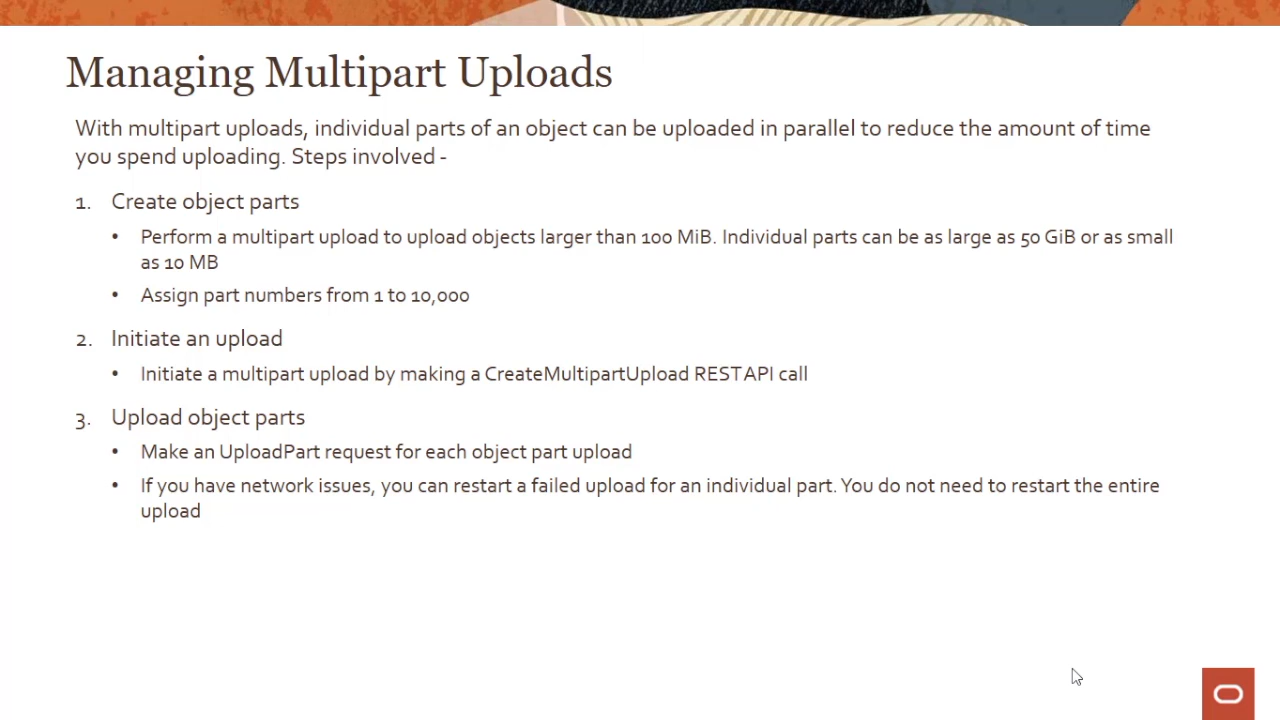 Managing Multipart Uploads
With multipart uploads, individual parts of an object can be uploaded in parallel to reduce the amount of time
you spend uploading. Steps involved -
1. Create object parts
• Perform a multipart upload to upload objects larger than 100 MiB. Individual parts can be as large as 50 GiB or as small
as 10 MB
• Assign part numbers from 1 to 10,000
2. Initiate an upload
• Initiate a multipart upload by making a CreateMultipartUpload REST API call
3. Upload object parts
• Make an UploadPart request for each object part upload
• If you have network issues, you can restart a failed upload for an individual part. You do not need to restart the entire
upload